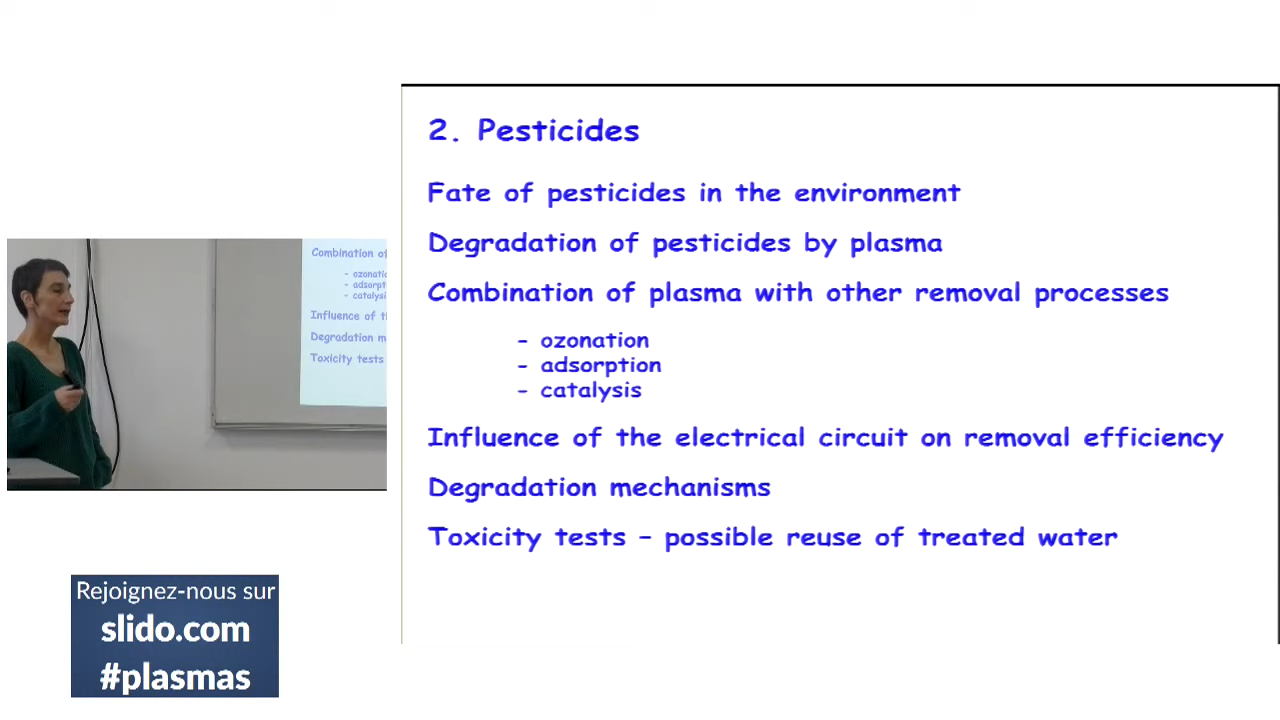 2. Pesticides
Fate of pesticides in the environment
Degradation of pesticides by plasma
Combination of plasma with other removal processes
- ozonation
- adsorption
- catalysis
Influence of the electrical circuit on removal efficiency
Degradation mechanisms
Toxicity tests – possible reuse of treated water
Combination of
- ozonatio
- adsorpt
- catalysi
Influence of t
Degradation m
Toxicity tests
Rejoignez-nous sur
slido.com
#plasmas